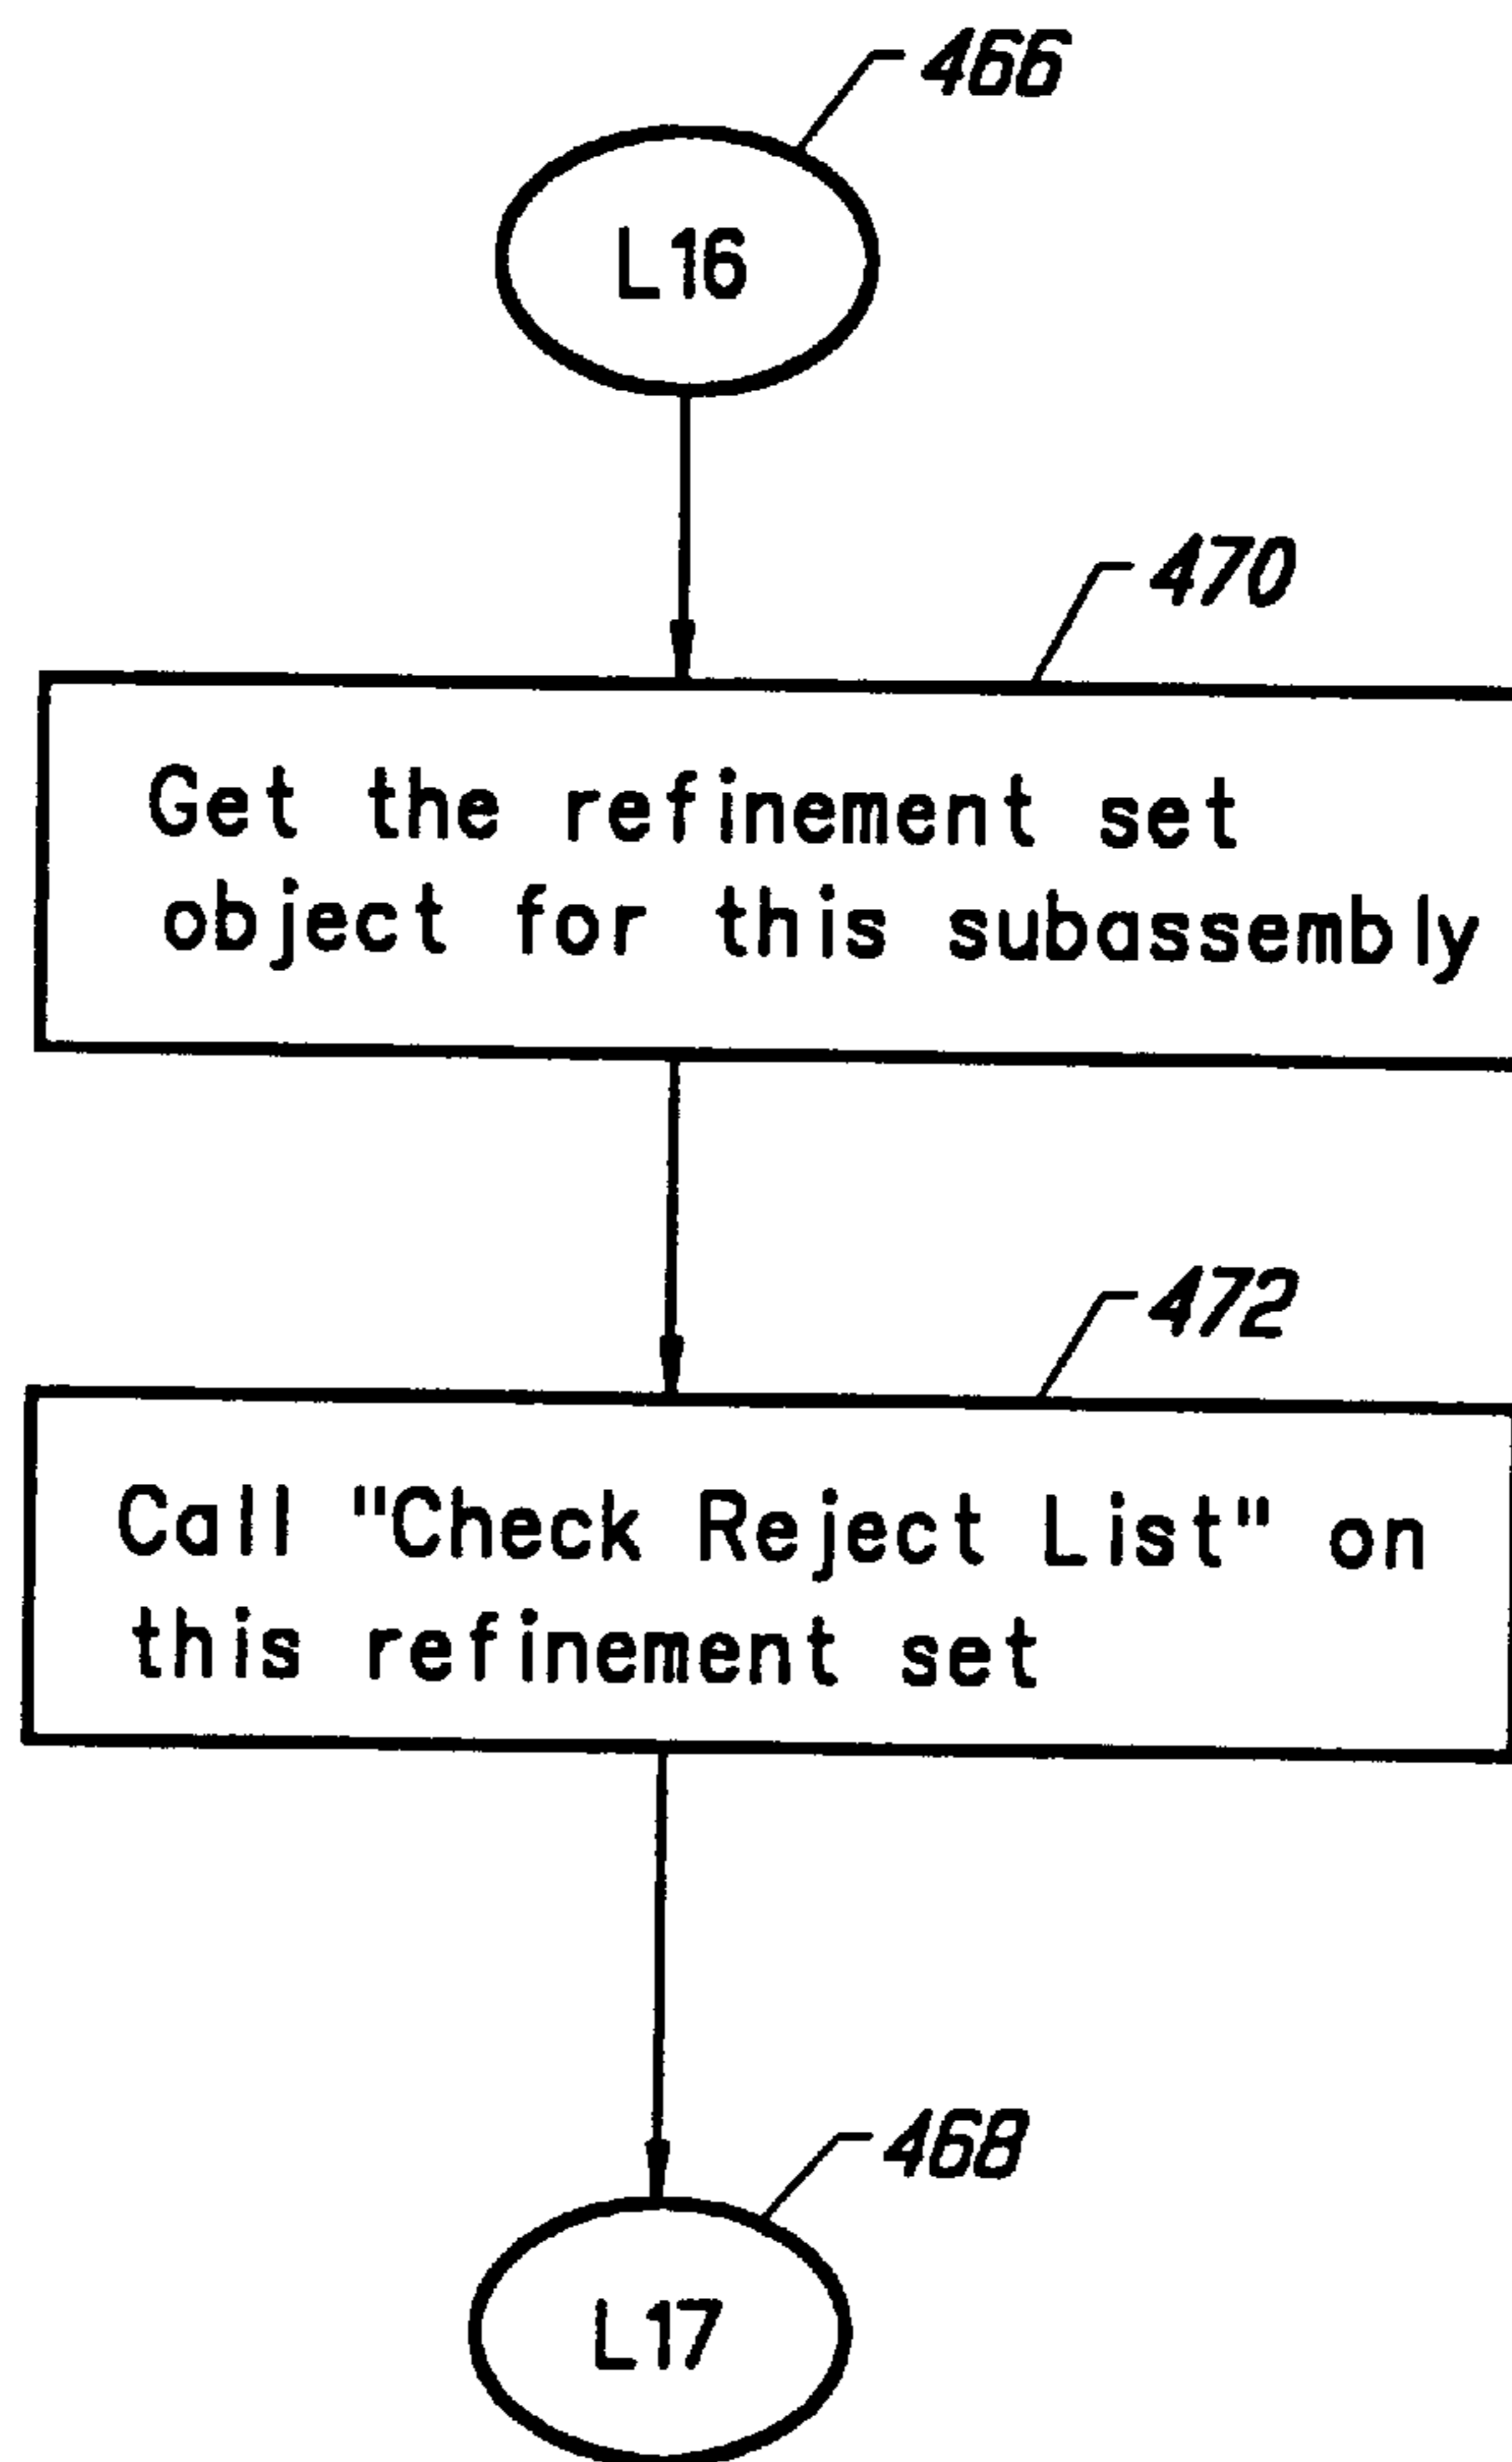 466
L16
470
Get the refinement set
object for this subassembly
472
Call "Check Reject List" on
this refinement set
468
L17